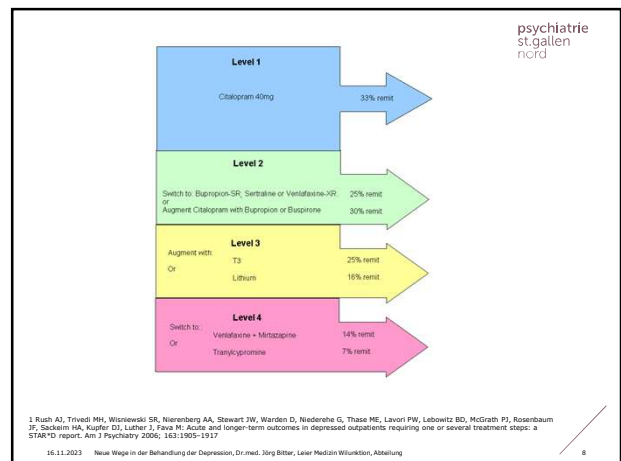 psychiatrie
st.gallen
nord
Level 1
Citalopram 40mg
33% remit
Level 2
Switch to: Bupropion-SR, Sertraline or Venlafaxine-XR
25% remit
or
Augment Citalopram with Bupropion or Buspirone
30% remit
Level 3
Augment with:
T3
25% remit
Or
Lithium
16% remit
Level 4
Switch to:
Venlafaxine + Mirtazapine
14% remit
Or
Tranylcypromine
7% remit
1 Rush AJ, Trivedi MH, Wisniewski SR, Nierenberg AA, Stewart JW, Warden D, Niederehe G, Thase ME, Lavori PW, Lebowitz BD, McGrath PJ, Rosenbaum
JF, Sackeim HA, Kupfer DJ, Luther J, Fava M: Acute and longer-term outcomes in depressed outpatients requiring one or several treatment steps: a
STAR*D report. Am J Psychiatry 2006; 163:1905–1917
16.11.2023 Neue Wege in der Behandlung der Depression, Dr.med. Jörg Bitter, Leier Medizin Wilunktion, Abteilung 8